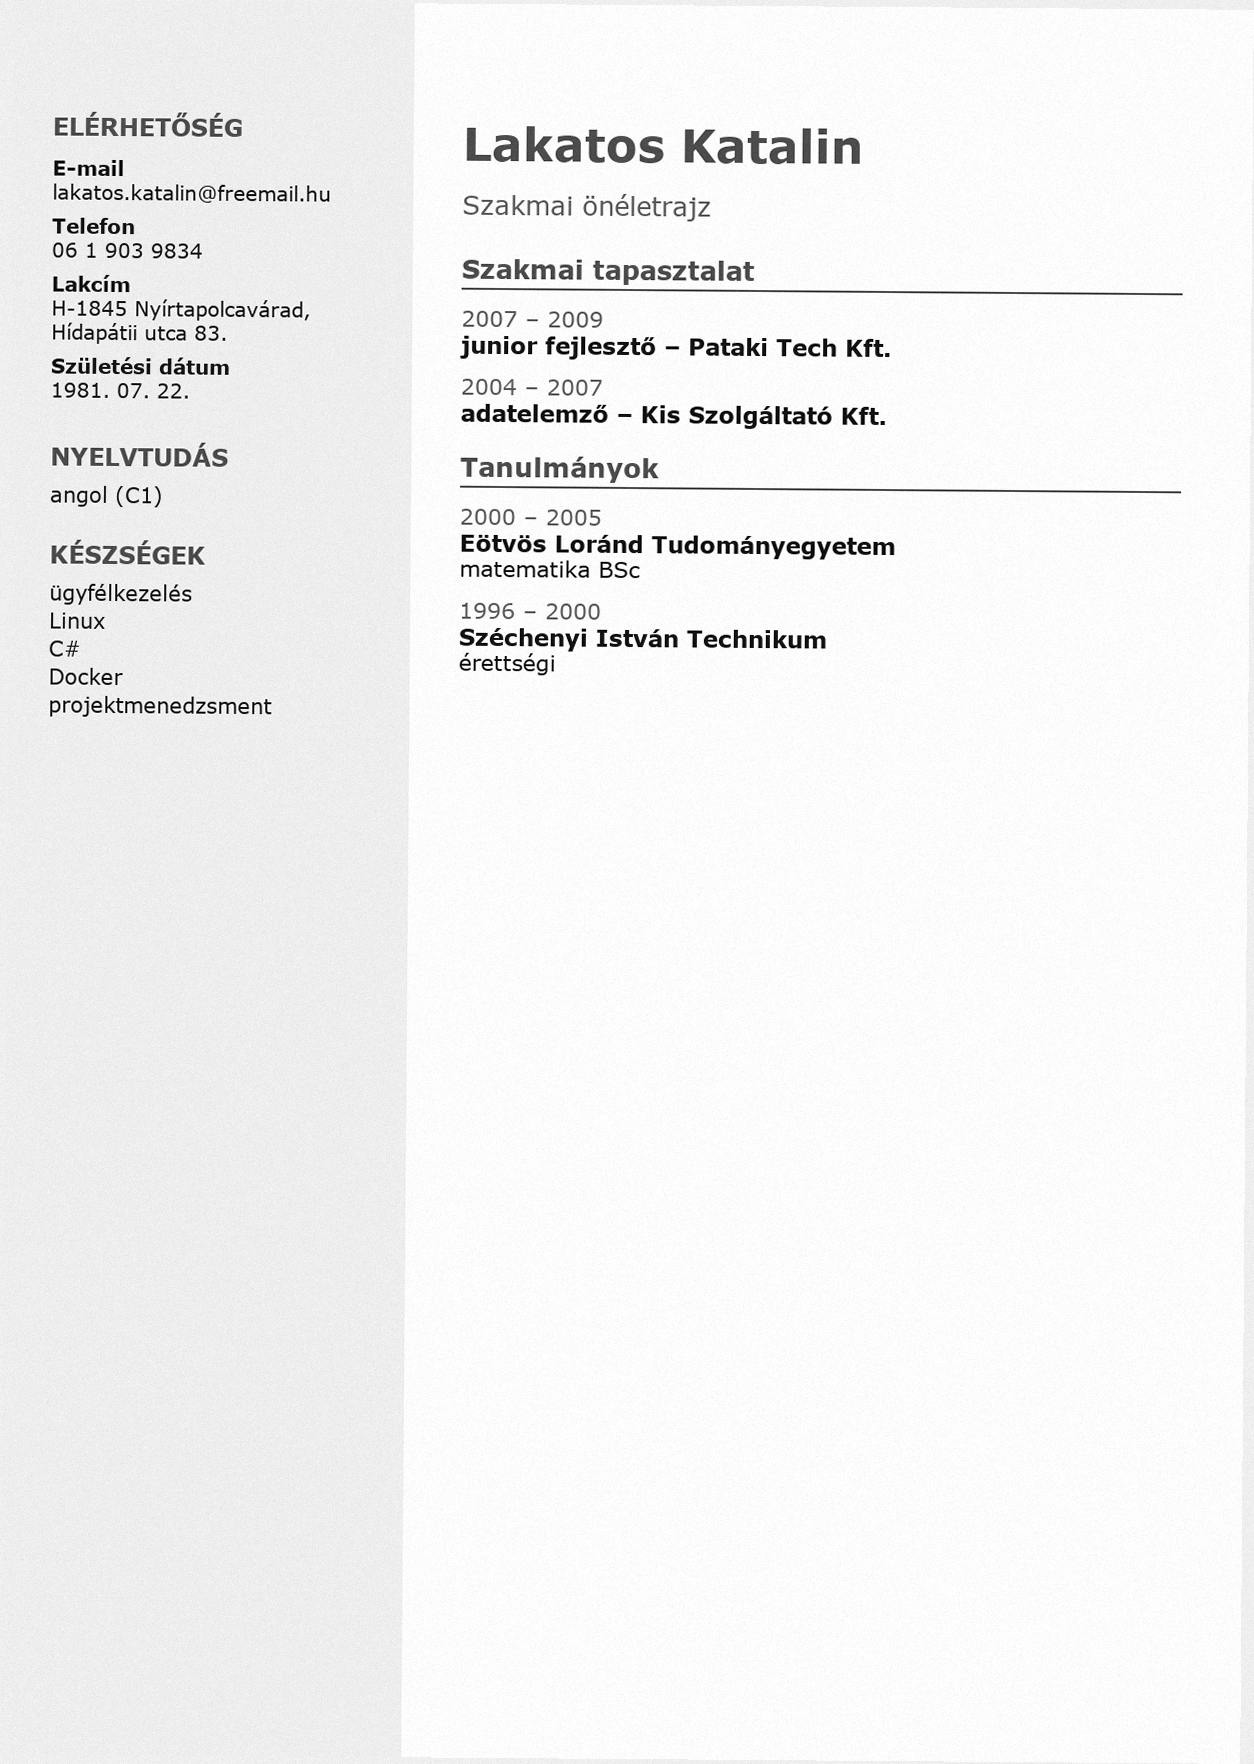 ELÉRHETŐSÉG
E-mail
lakatos.katalin@freemail.hu
Telefon
06 1 903 9834
Lakcím
H-1845 Nyírtapolcavárad,
Hídapátii utca 83.
Születési dátum
1981. 07. 22.
NYELVTUDÁS
angol (C1)
KÉSZSÉGEK
ügyfélkezelés
Linux
C#
Docker
projektmenedzsment
Lakatos Katalin
Szakmai önéletrajz
Szakmai tapasztalat
2007 – 2009
junior fejlesztő – Pataki Tech Kft.
2004 – 2007
adatelemző – Kis Szolgáltató Kft.
Tanulmányok
2000 – 2005
Eötvös Loránd Tudományegyetem
matematika BSc
1996 – 2000
Széchenyi István Technikum
érettségi